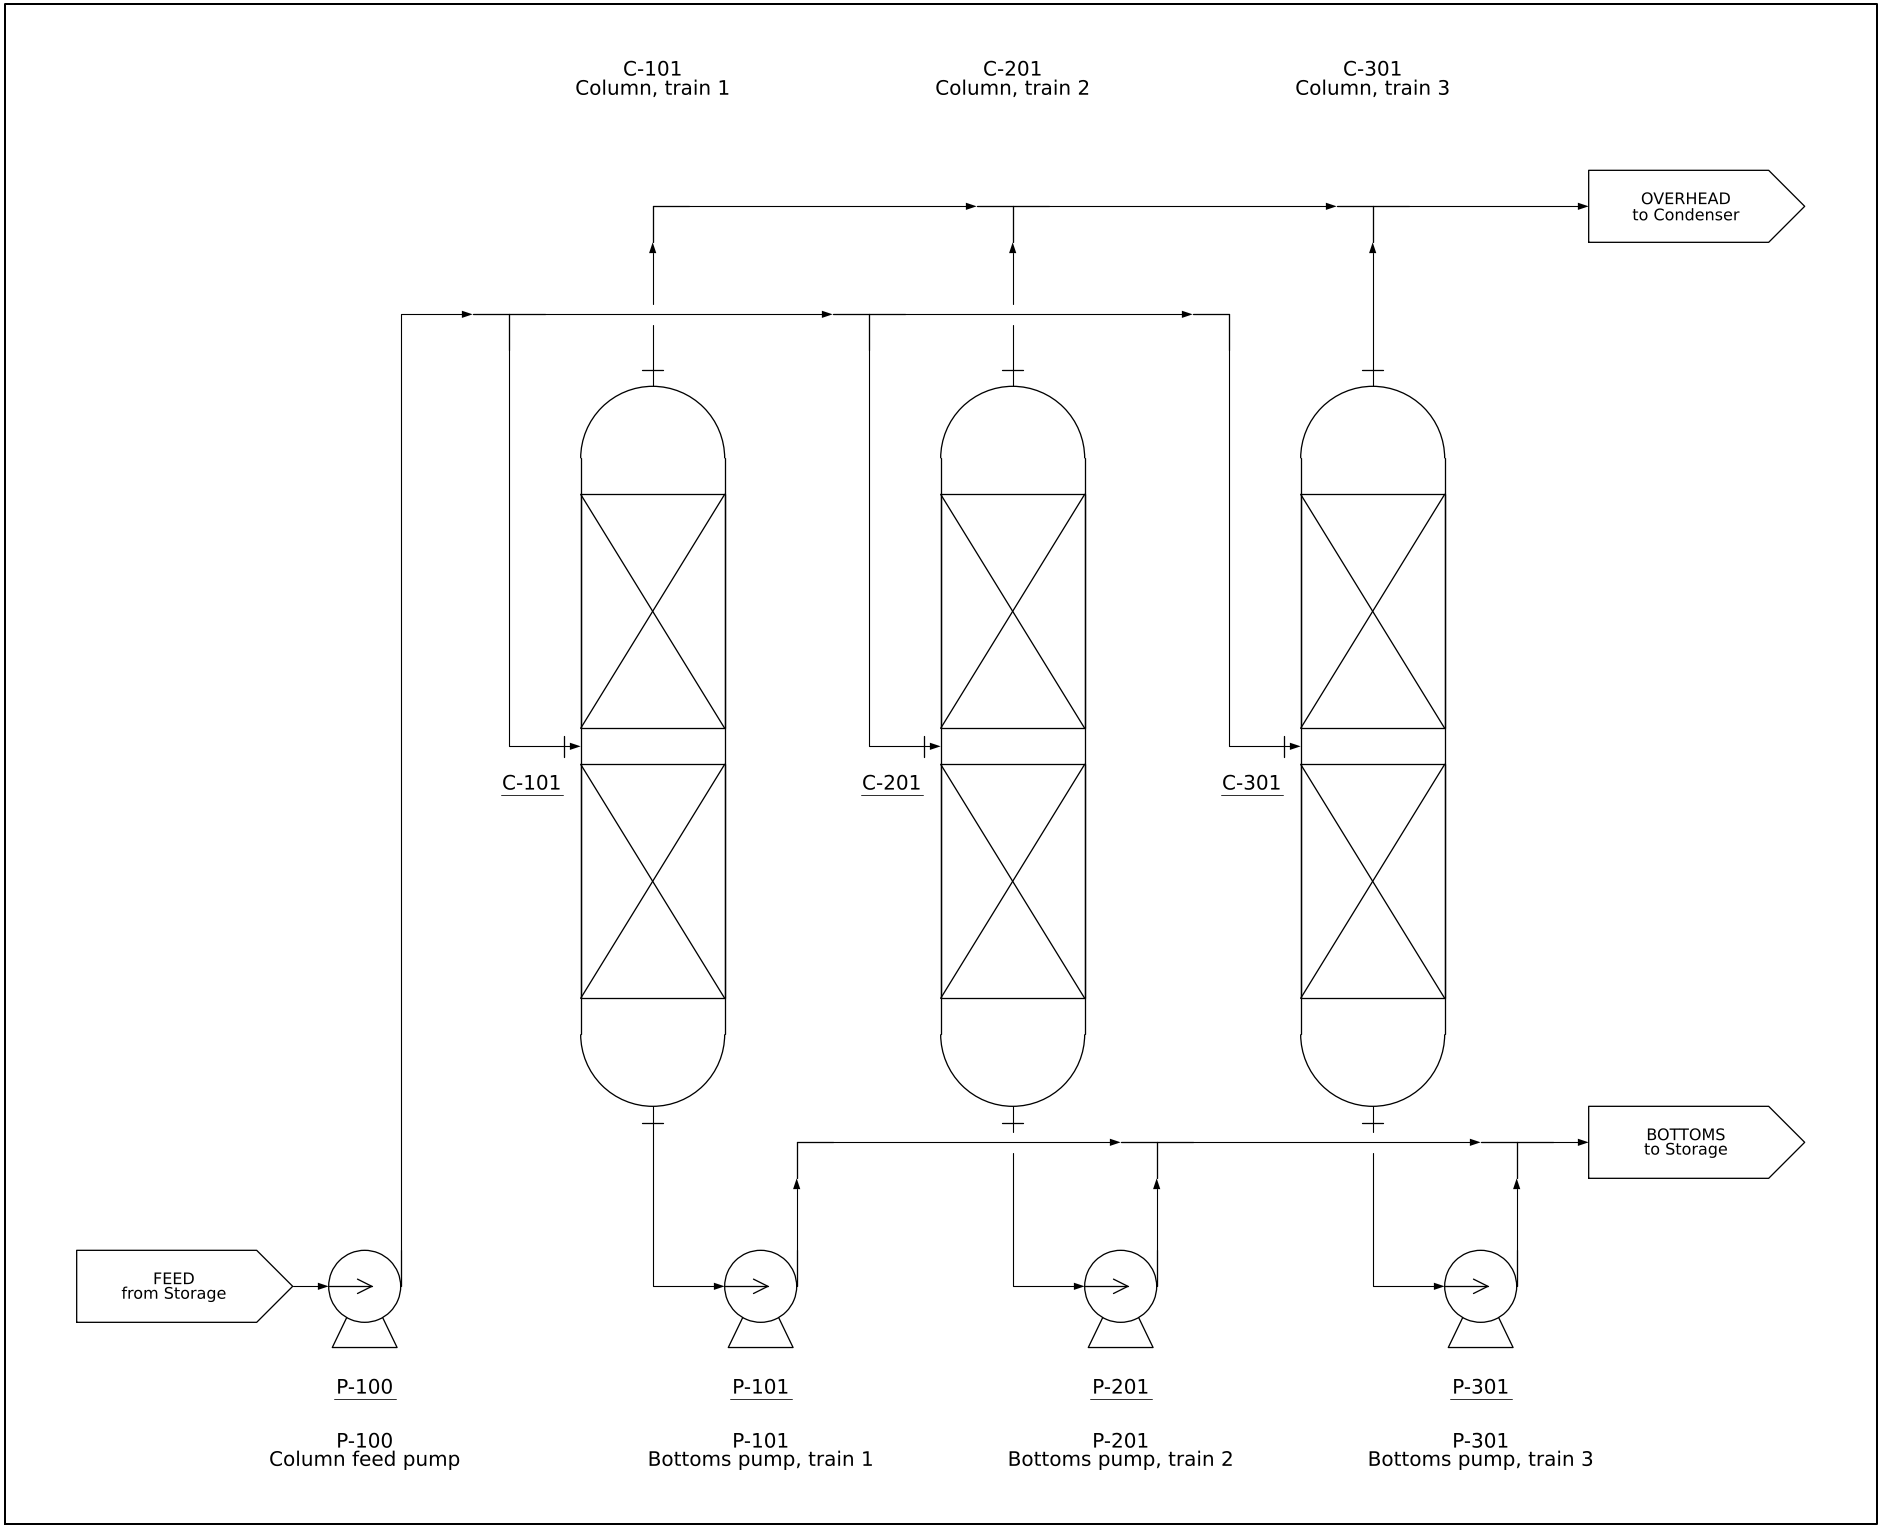 C-101
Column, train 1
C-201
Column, train 2
C-301
Column, train 3
OVERHEAD
to Condenser
C-101
C-201
C-301
BOTTOMS
to Storage
FEED
from Storage
P-100
P-101
P-201
P-301
P-100
Column feed pump
P-101
Bottoms pump, train 1
P-201
Bottoms pump, train 2
P-301
Bottoms pump, train 3